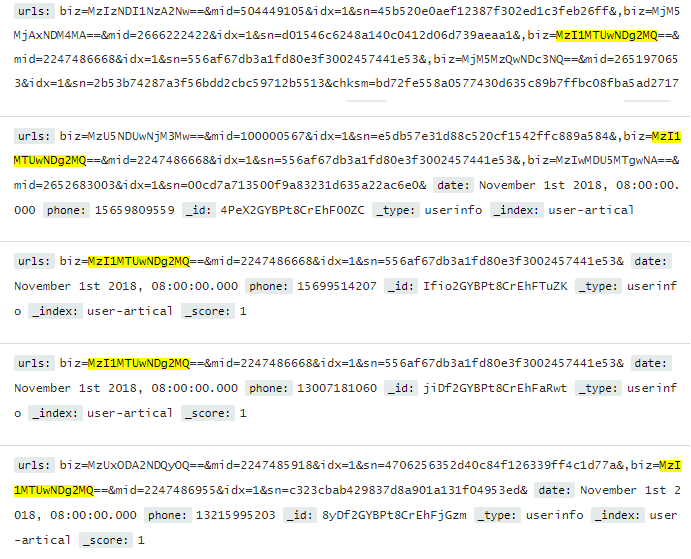 urls: biz=MzIzNDI1NzA2Nw==&mid=504449105&idx=1&sn=45b520e0aef12387f302ed1c3feb26ff&,biz=MjM5
MjAxNDM4MA==&mid=2666222422&idx=1&sn=d01546c6248a140c0412d06d739aeaa1&,biz=MzI1MTUwNDg2MQ==&
mid=2247486668&idx=1&sn=556af67db3a1fd80e3f3002457441e53&,biz=MjM5MzQwNDc3NQ==&mid=265197065
3&idx=1&sn=2b53b74287a3f56bdd2cbc59712b5513&chksm=bd72fe558a0577430d635c89b7ffbc08fba5ad2717
urls: biz=MzU5NDUwNjM3Mw==&mid=100000567&idx=1&sn=e5db57e31d88c520cf1542ffc889a584&,biz=MzI1
MTUwNDg2MQ==&mid=2247486668&idx=1&sn=556af67db3a1fd80e3f3002457441e53&,biz=MzIwMDU5MTgwNA==&
mid=2652683003&idx=1&sn=00cd7a713500f9a83231d635a22ac6e0& date: November 1st 2018, 08:00:00.
000 phone: 15659809559 _id: 4PeX2GYBPt8CrEhFO0ZC _type: userinfo _index: user-artical
urls: biz=MzI1MTUwNDg2MQ==&mid=2247486668&idx=1&sn=556af67db3a1fd80e3f3002457441e53& date:
November 1st 2018, 08:00:00.000 phone: 15699514207 _id: Ifio2GYBPt8CrEhFTuZK _type: userinf
o _index: user-artical _score: 1
urls: biz=MzI1MTUwNDg2MQ==&mid=2247486668&idx=1&sn=556af67db3a1fd80e3f3002457441e53& date:
November 1st 2018, 08:00:00.000 phone: 13007181060 _id: jiDf2GYBPt8CrEhFaRwt _type: userinf
o _index: user-artical _score: 1
urls: biz=MzUxODA2NDQyOQ==&mid=2247485918&idx=1&sn=4706256352d40c84f126339ff4c1d77a&,biz=MzI
1MTUwNDg2MQ==&mid=2247486955&idx=1&sn=c323cbab429837d8a901a131f04953ed& date: November 1st 2
018, 08:00:00.000 phone: 13215995203 _id: 8yDf2GYBPt8CrEhFjGzm _type: userinfo _index: user
-artical _score: 1